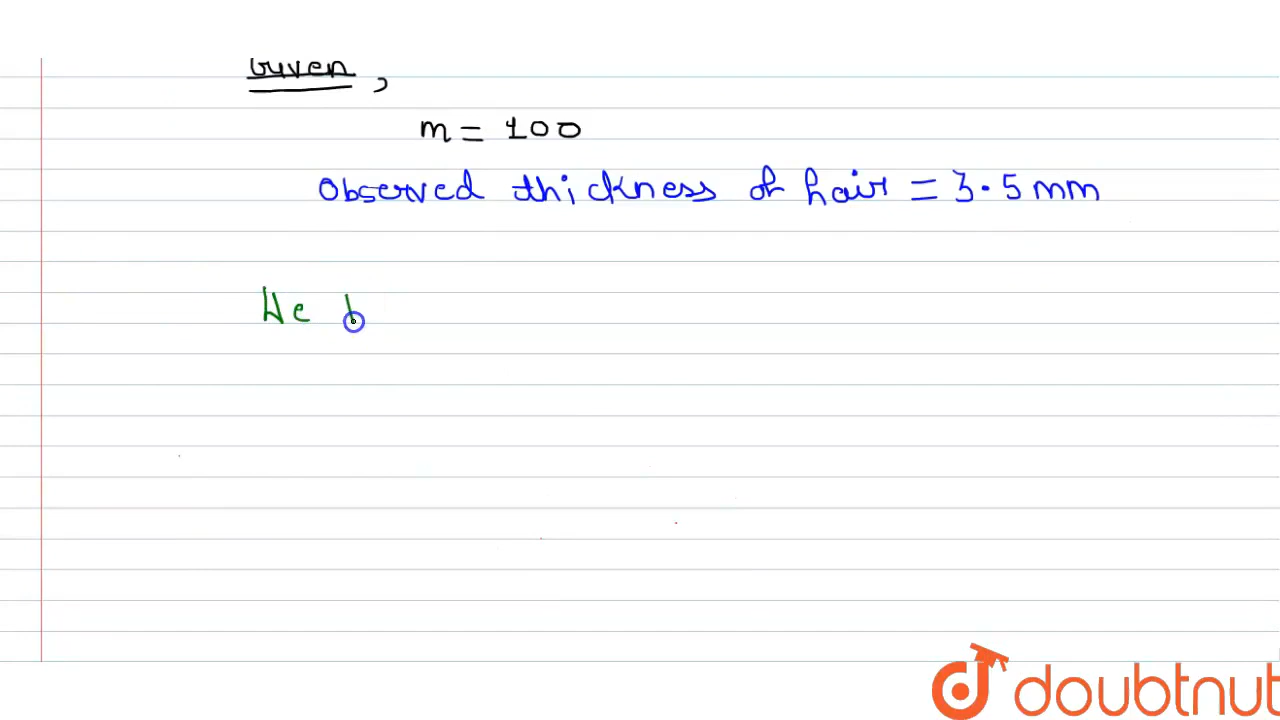 Given,
m = 100
Observed thickness of hair = 3.5 mm
We
doubtnut